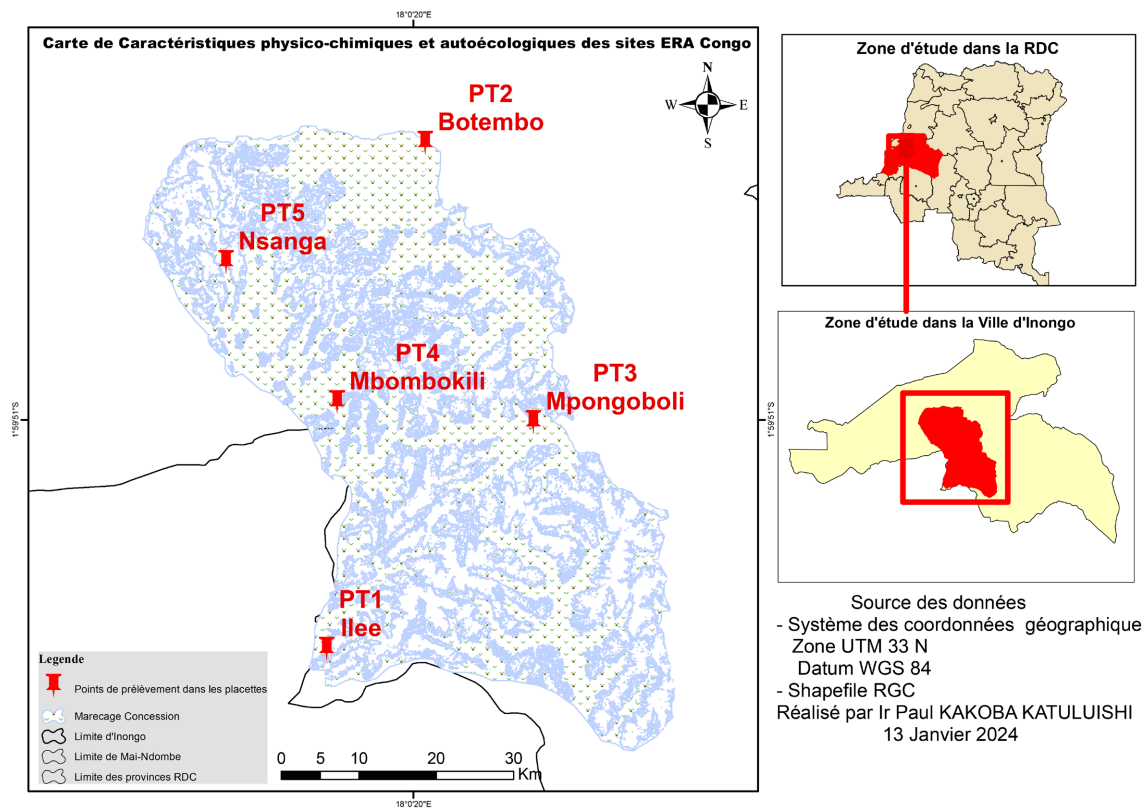 18°0'20"E
Carte de Caractéristiques physico-chimiques et autoécologiques des sites ERA Congo
N
W
E
S
PT2
Botembo
PT5
Nsanga
PT4
Mbombokili
PT3
Mpongoboli
PT1
Ilee
1°59'51"S
1°59'51"S
Legende
Points de prélèvement dans les placettes
Marecage Concession
Limite d'Inongo
Limite de Mai-Ndombe
Limite des provinces RDC
0 5 10 20 30
Km
18°0'20"E
Zone d'étude dans la RDC
Zone d'étude dans la Ville d'Inongo
Source des données
- Système des coordonnées géographique
Zone UTM 33 N
Datum WGS 84
- Shapefile RGC
Réalisé par Ir Paul KAKOBA KATULUISHI
13 Janvier 2024